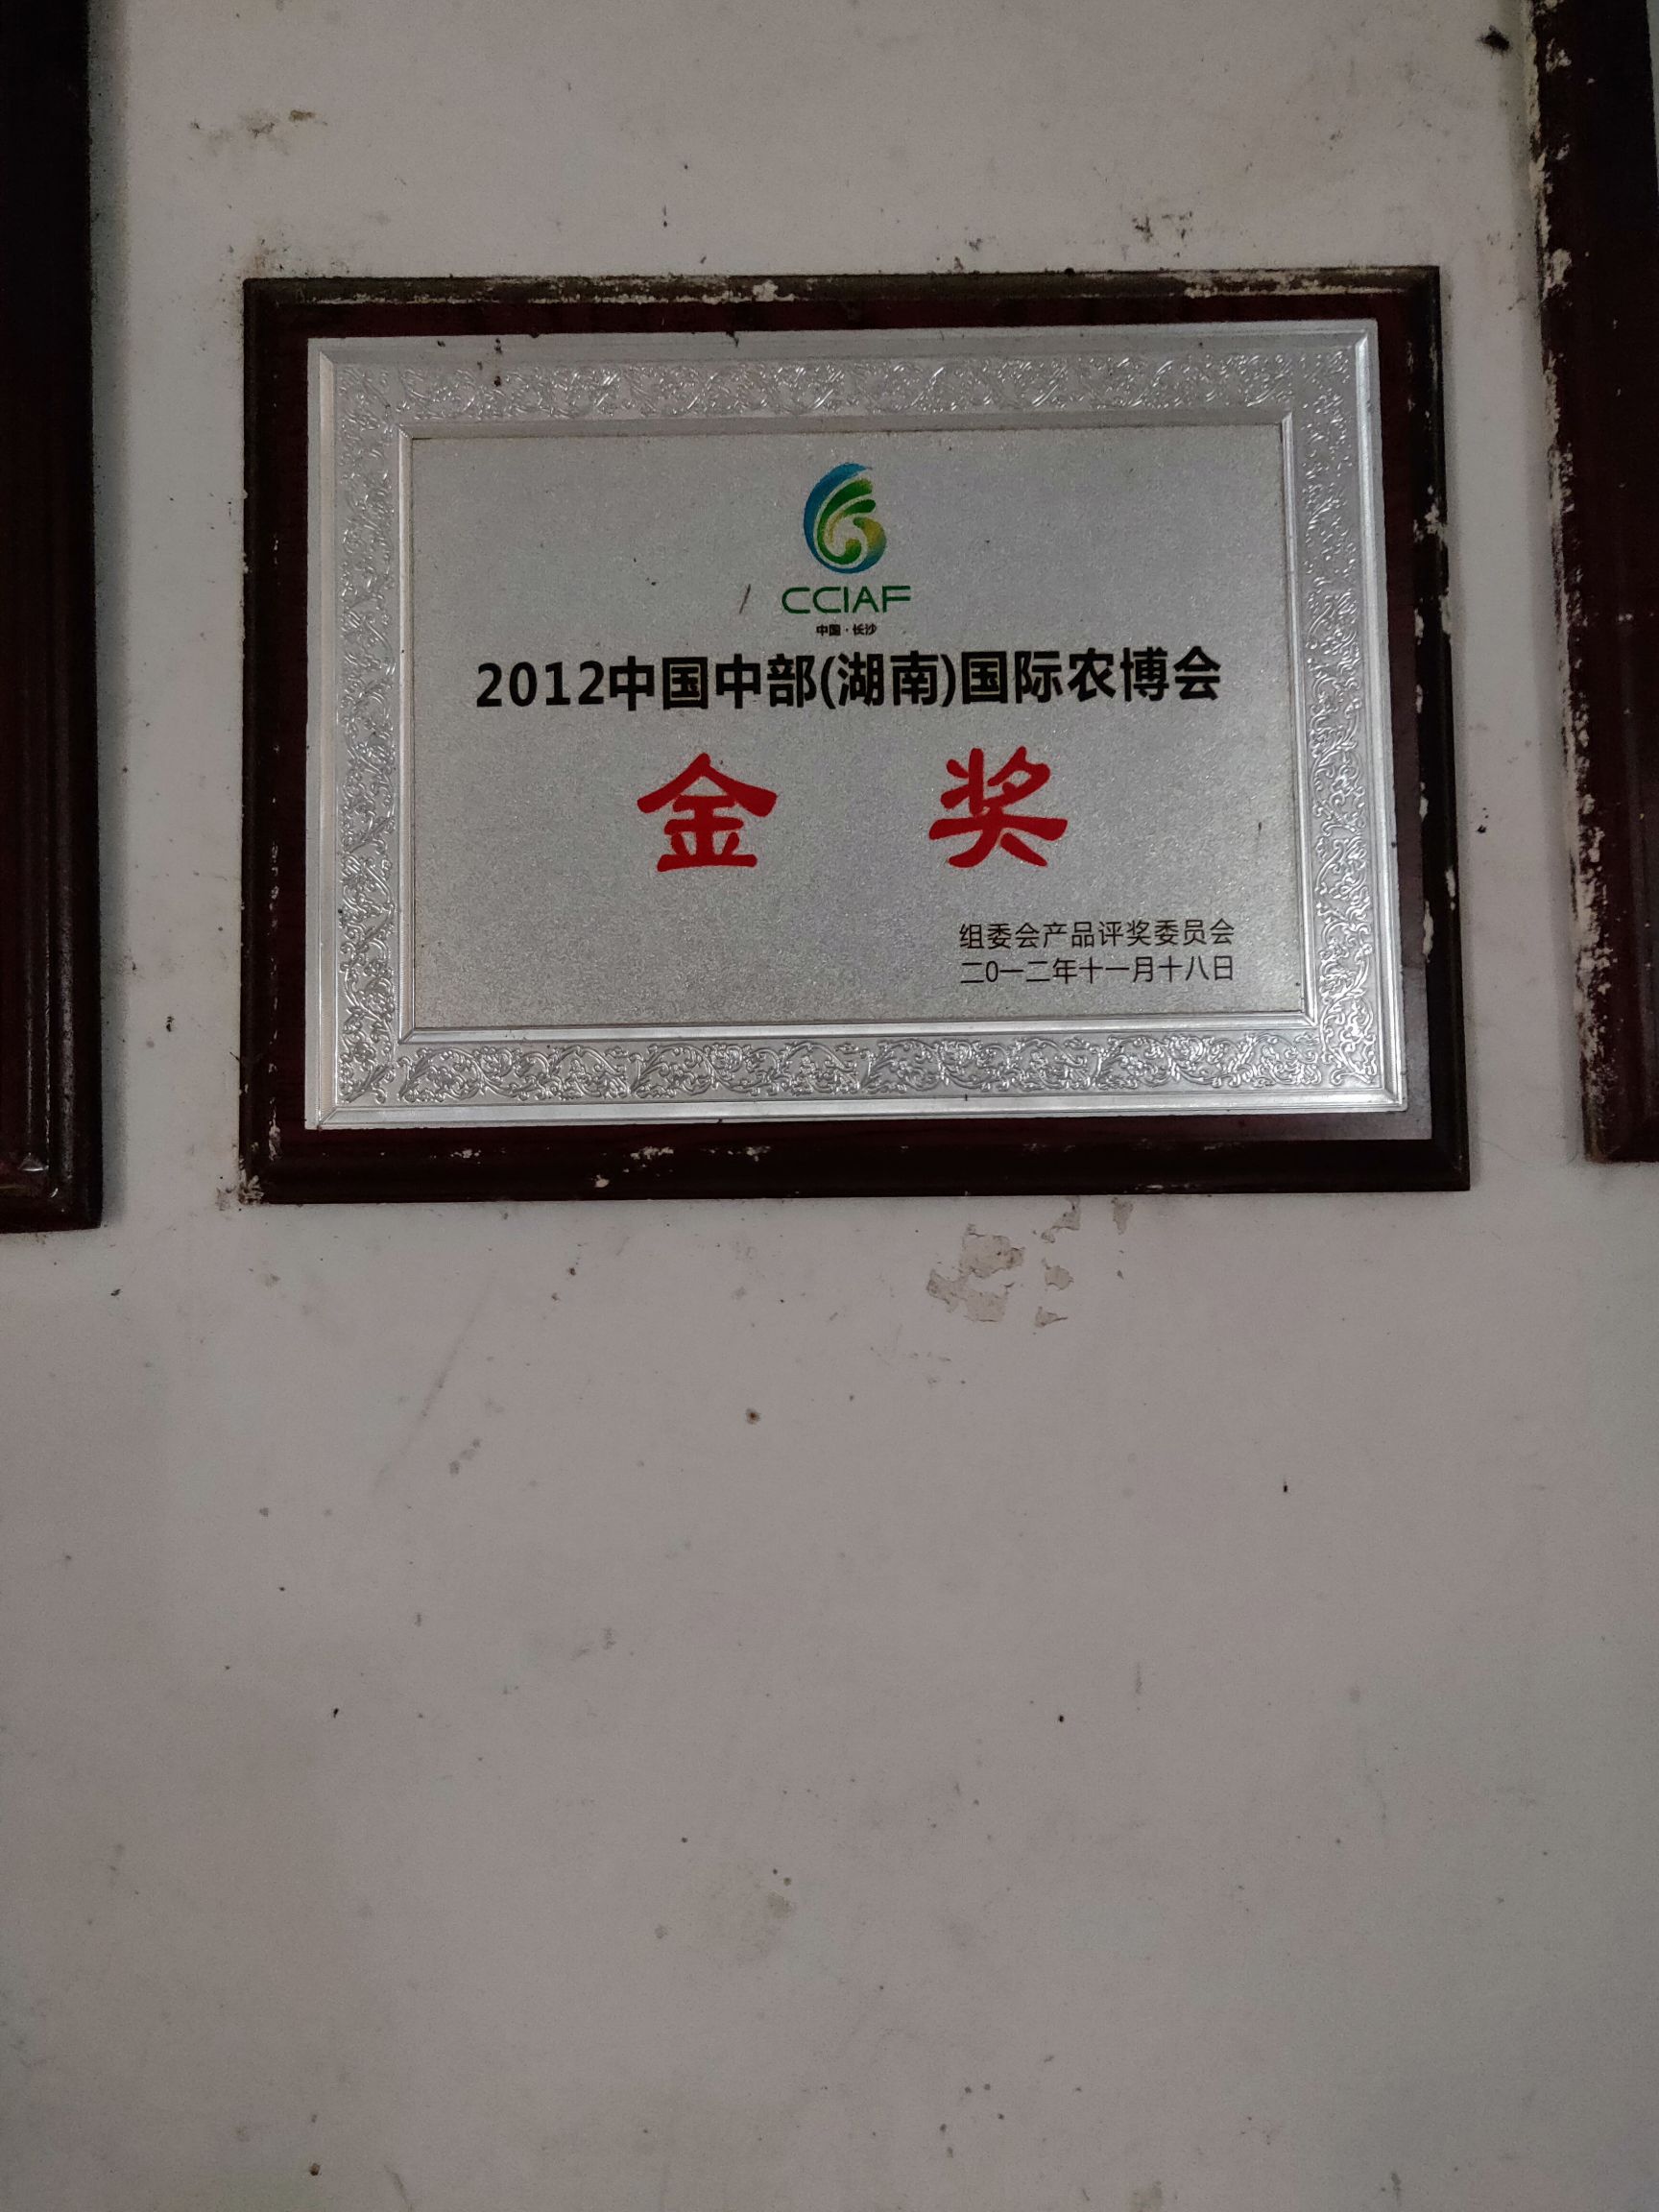 CCIAF
中国·长沙
2012中国中部(湖南)国际农博会
金 奖
组委会产品评奖委员会
二0一二年十一月十八日